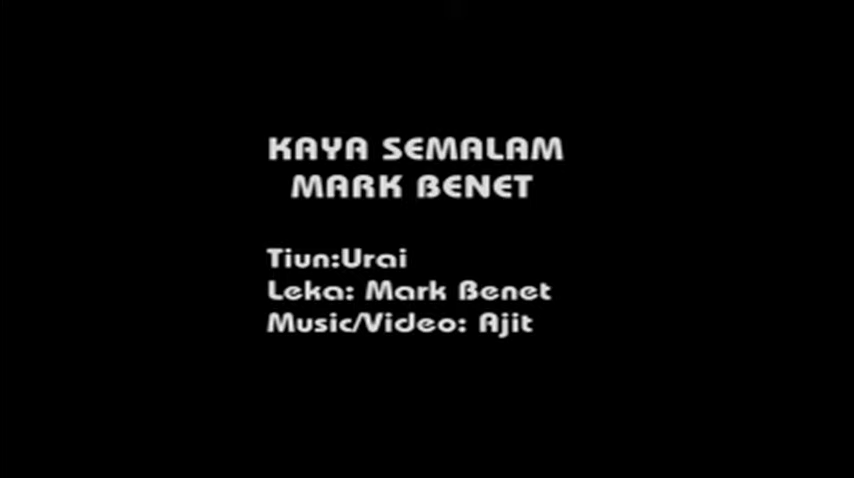 KAYA SEMALAM
MARK BENET
Tiun:Urai
Leka: Mark Benet
Music/Video: Ajit